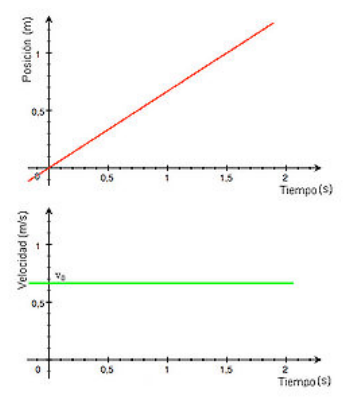 Posición (m)
1
0,5
0
0,5
1
1,5
2
Tiempo (s)
Velocidad (m/s)
1
v₀
0,5
0
0,5
1
1,5
2
Tiempo (s)